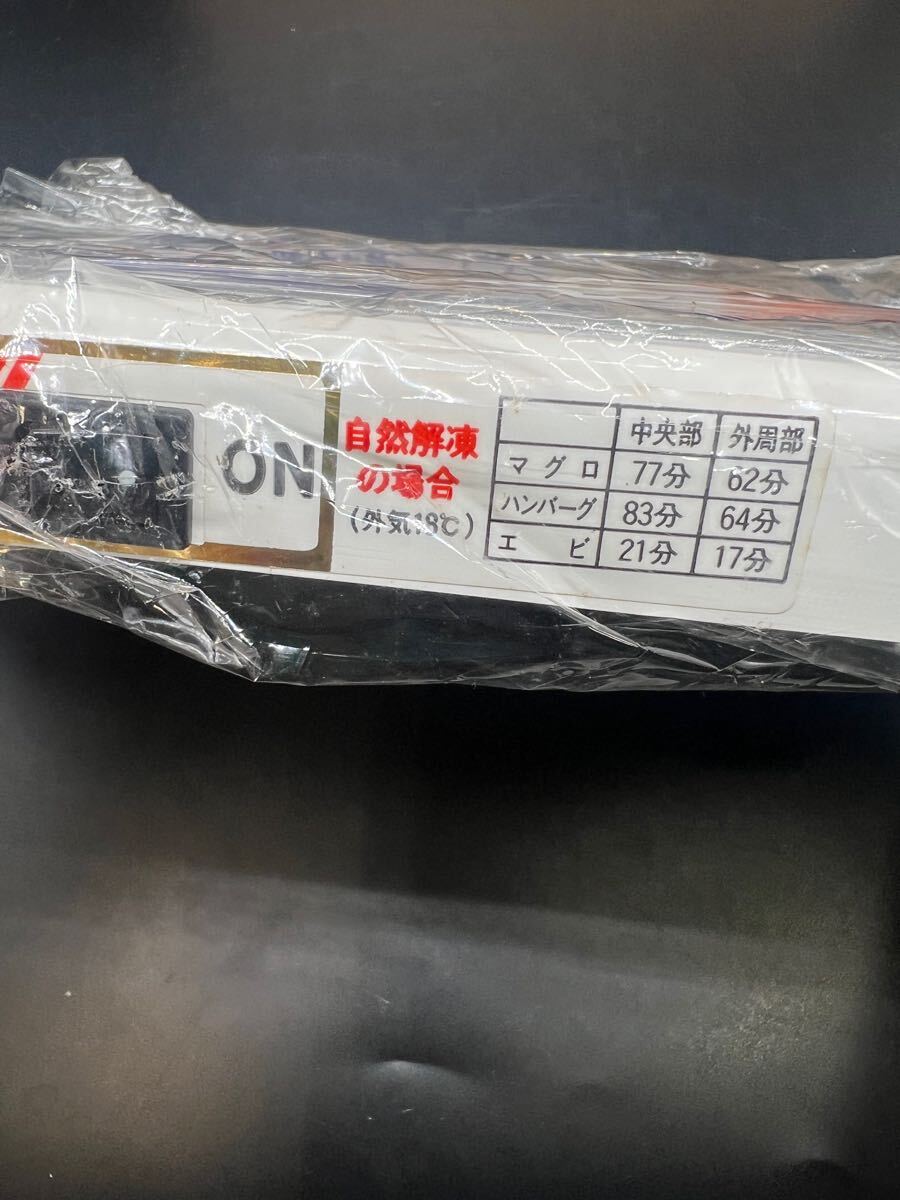 ON
自然解凍
の場合
(外気18℃)
中央部 外周部
マグロ 77分 62分
ハンバーグ 83分 64分
エビ 21分 17分